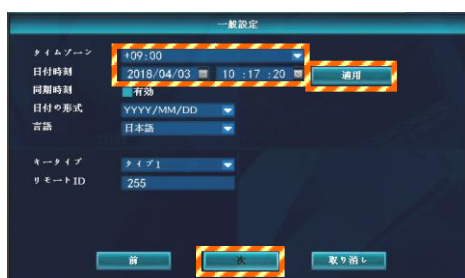 一般設定
タイムゾーン +09:00
日付時刻 2018/04/03 10 :17 :20 適用
同期時刻 有効
日付の形式 YYYY/MM/DD
言語 日本語
キータイプ タイプ1
リモートID 255
前 次 取り消し